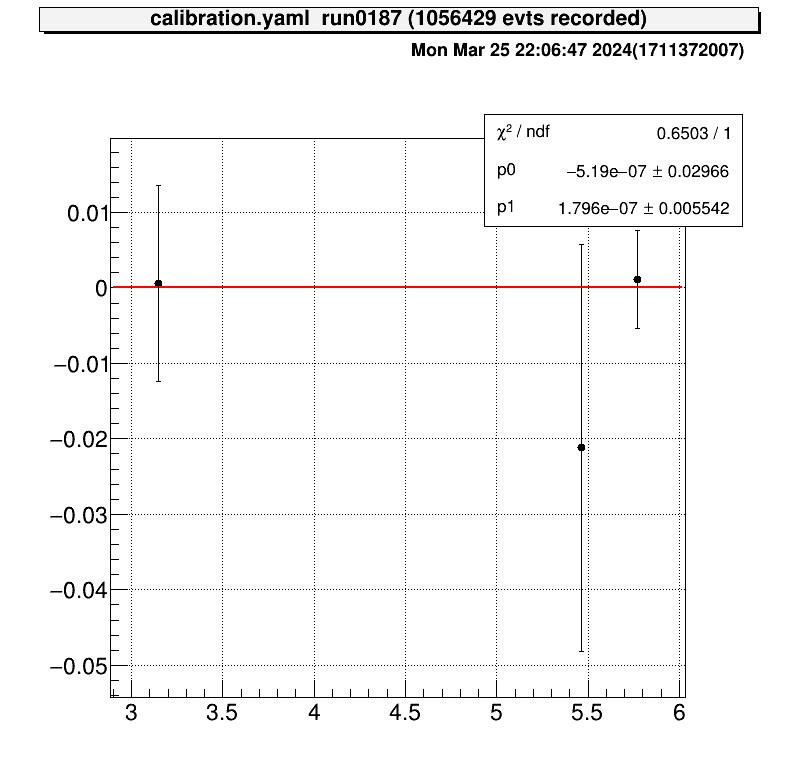 calibration.yaml  run0187 (1056429 evts recorded)
Mon Mar 25 22:06:47 2024(1711372007)
χ² / ndf 0.6503 / 1
p0 −5.19e−07 ± 0.02966
p1 1.796e−07 ± 0.005542
0.01
0
−0.01
−0.02
−0.03
−0.04
−0.05
3 3.5 4 4.5 5 5.5 6